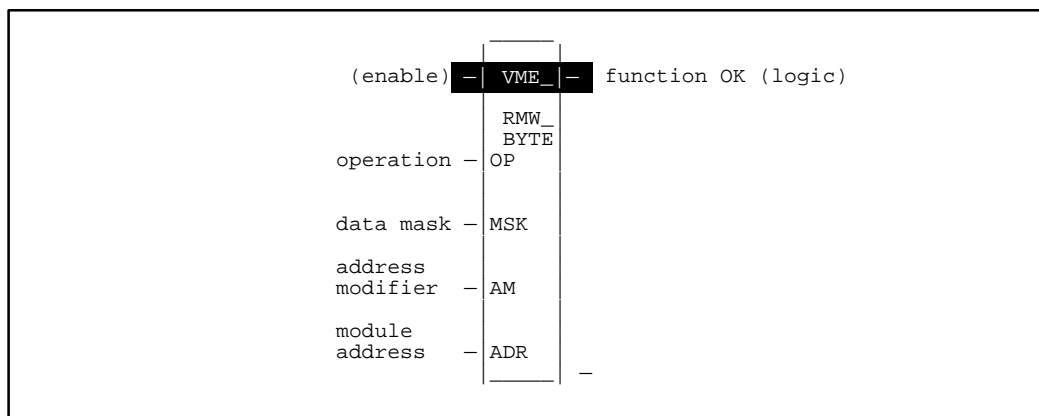 (enable) VME_ function OK (logic)
RMW_
BYTE
operation OP
data mask MSK
address
modifier AM
module
address ADR